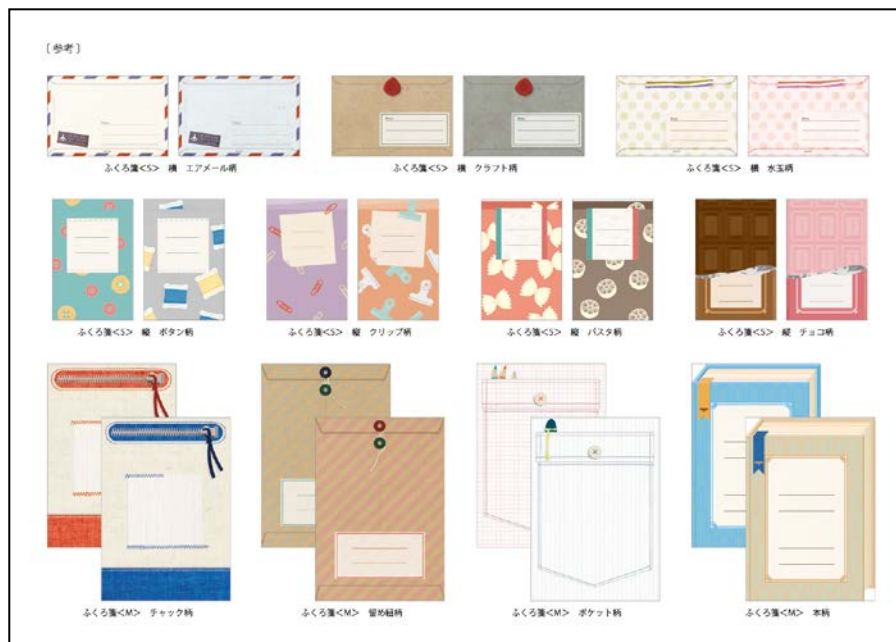 ［参考］
ふくろ箋<S>　横　エアメール柄
ふくろ箋<S>　横　クラフト柄
ふくろ箋<S>　横　水玉柄
ふくろ箋<S>　縦　ボタン柄
ふくろ箋<S>　縦　クリップ柄
ふくろ箋<S>　縦　パスタ柄
ふくろ箋<S>　縦　チョコ柄
ふくろ箋<M>　チャック柄
ふくろ箋<M>　留め紐柄
ふくろ箋<M>　ポケット柄
ふくろ箋<M>　本柄